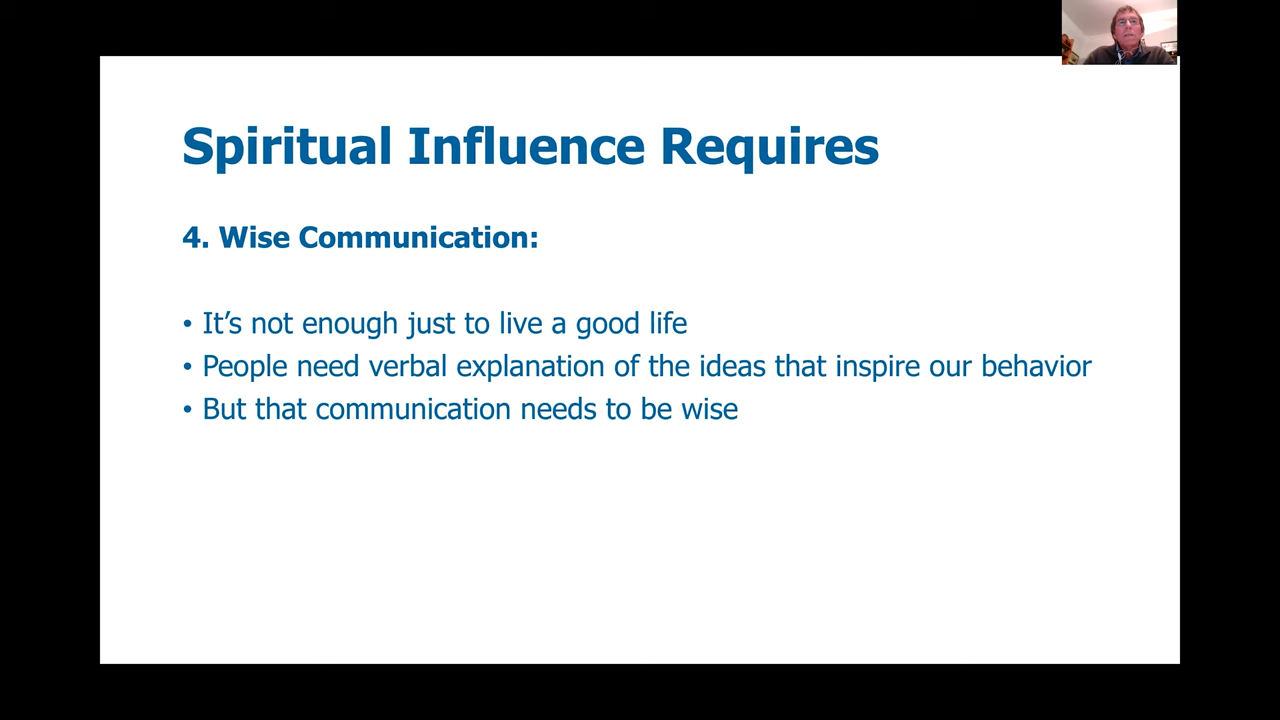 Spiritual Influence Requires
4. Wise Communication:
• It’s not enough just to live a good life
• People need verbal explanation of the ideas that inspire our behavior
• But that communication needs to be wise